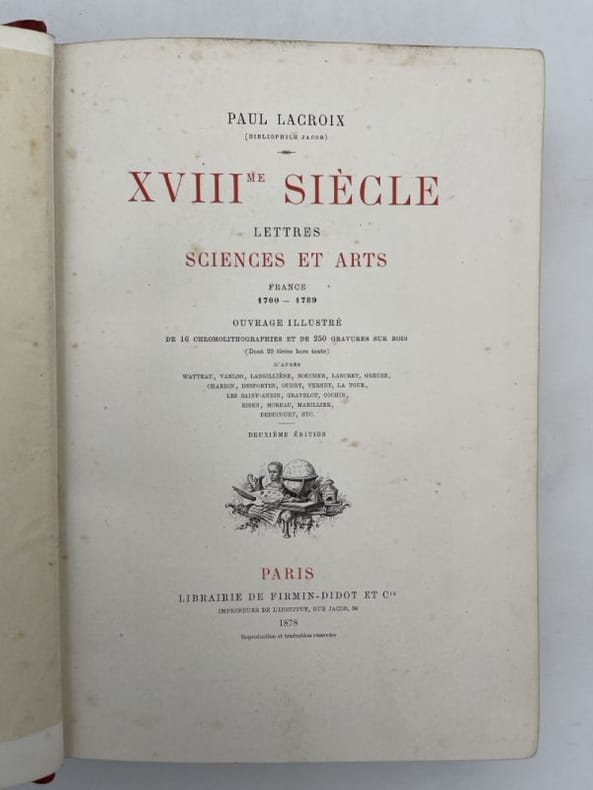 PAUL LACROIX
(BIBLIOPHILE JACOB)
XVIIIME SIÈCLE
LETTRES
SCIENCES ET ARTS
FRANCE
1700 — 1789
OUVRAGE ILLUSTRÉ
DE 16 CHROMOLITHOGRAPHIES ET DE 250 GRAVURES SUR BOIS
(Dont 20 tirées hors texte)
D'APRÈS
WATTEAU, VANLOO, LARGILLIÈRE, BOUCHER, LANCRET, GREUZE,
CHARDIN, DESPORTES, OUDRY, VERNET, LA TOUR,
LES SAINT-AUBIN, GRAVELOT, COCHIN,
EISEN, MOREAU, MARILLIER,
DEBUCOURT, ETC.
DEUXIÈME ÉDITION
PARIS
LIBRAIRIE DE FIRMIN-DIDOT ET Cie
IMPRIMEURS DE L'INSTITUT, RUE JACOB, 56
1878
Reproduction et traduction réservées